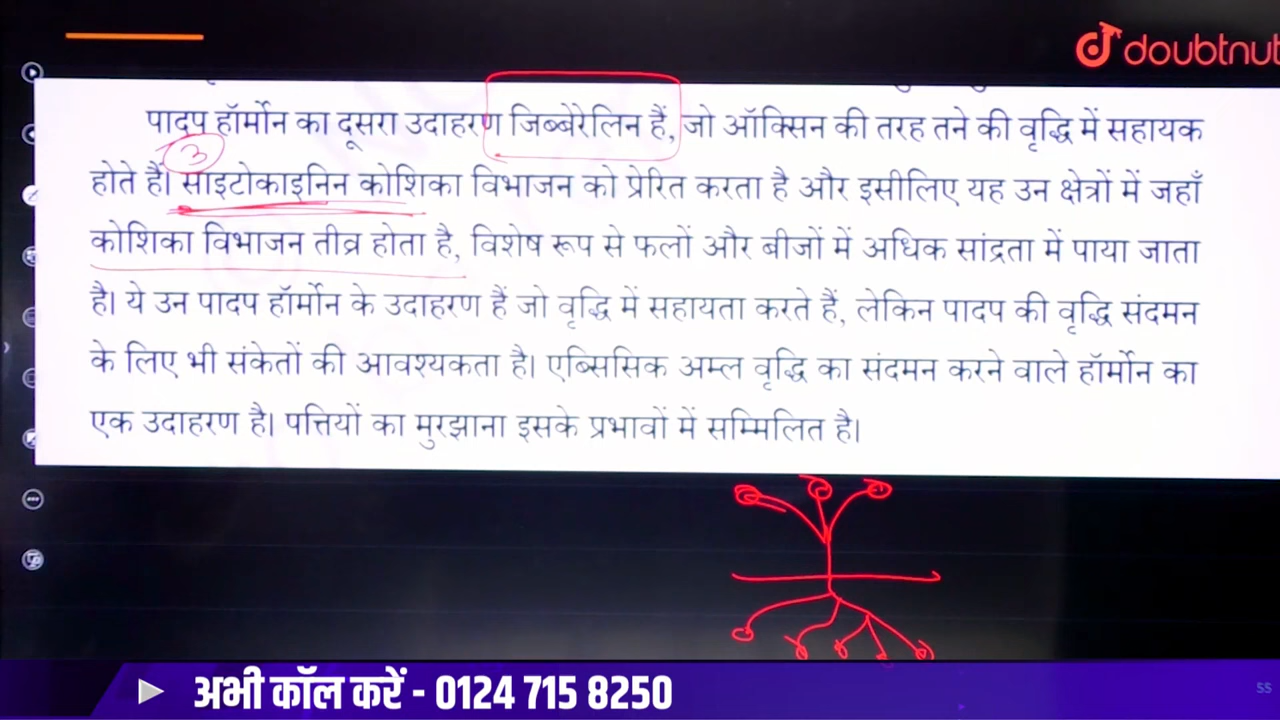 doubtnut
पादप हॉर्मोन का दूसरा उदाहरण जिब्बेरेलिन हैं, जो ऑक्सिन की तरह तने की वृद्धि में सहायक
③
होते हैं। साइटोकाइनिन कोशिका विभाजन को प्रेरित करता है और इसीलिए यह उन क्षेत्रों में जहाँ
कोशिका विभाजन तीव्र होता है, विशेष रूप से फलों और बीजों में अधिक सांद्रता में पाया जाता
है। ये उन पादप हॉर्मोन के उदाहरण हैं जो वृद्धि में सहायता करते हैं, लेकिन पादप की वृद्धि संदमन
के लिए भी संकेतों की आवश्यकता है। एब्सिसिक अम्ल वृद्धि का संदमन करने वाले हॉर्मोन का
एक उदाहरण है। पत्तियों का मुरझाना इसके प्रभावों में सम्मिलित है।
अभी कॉल करें - 0124 715 8250
55